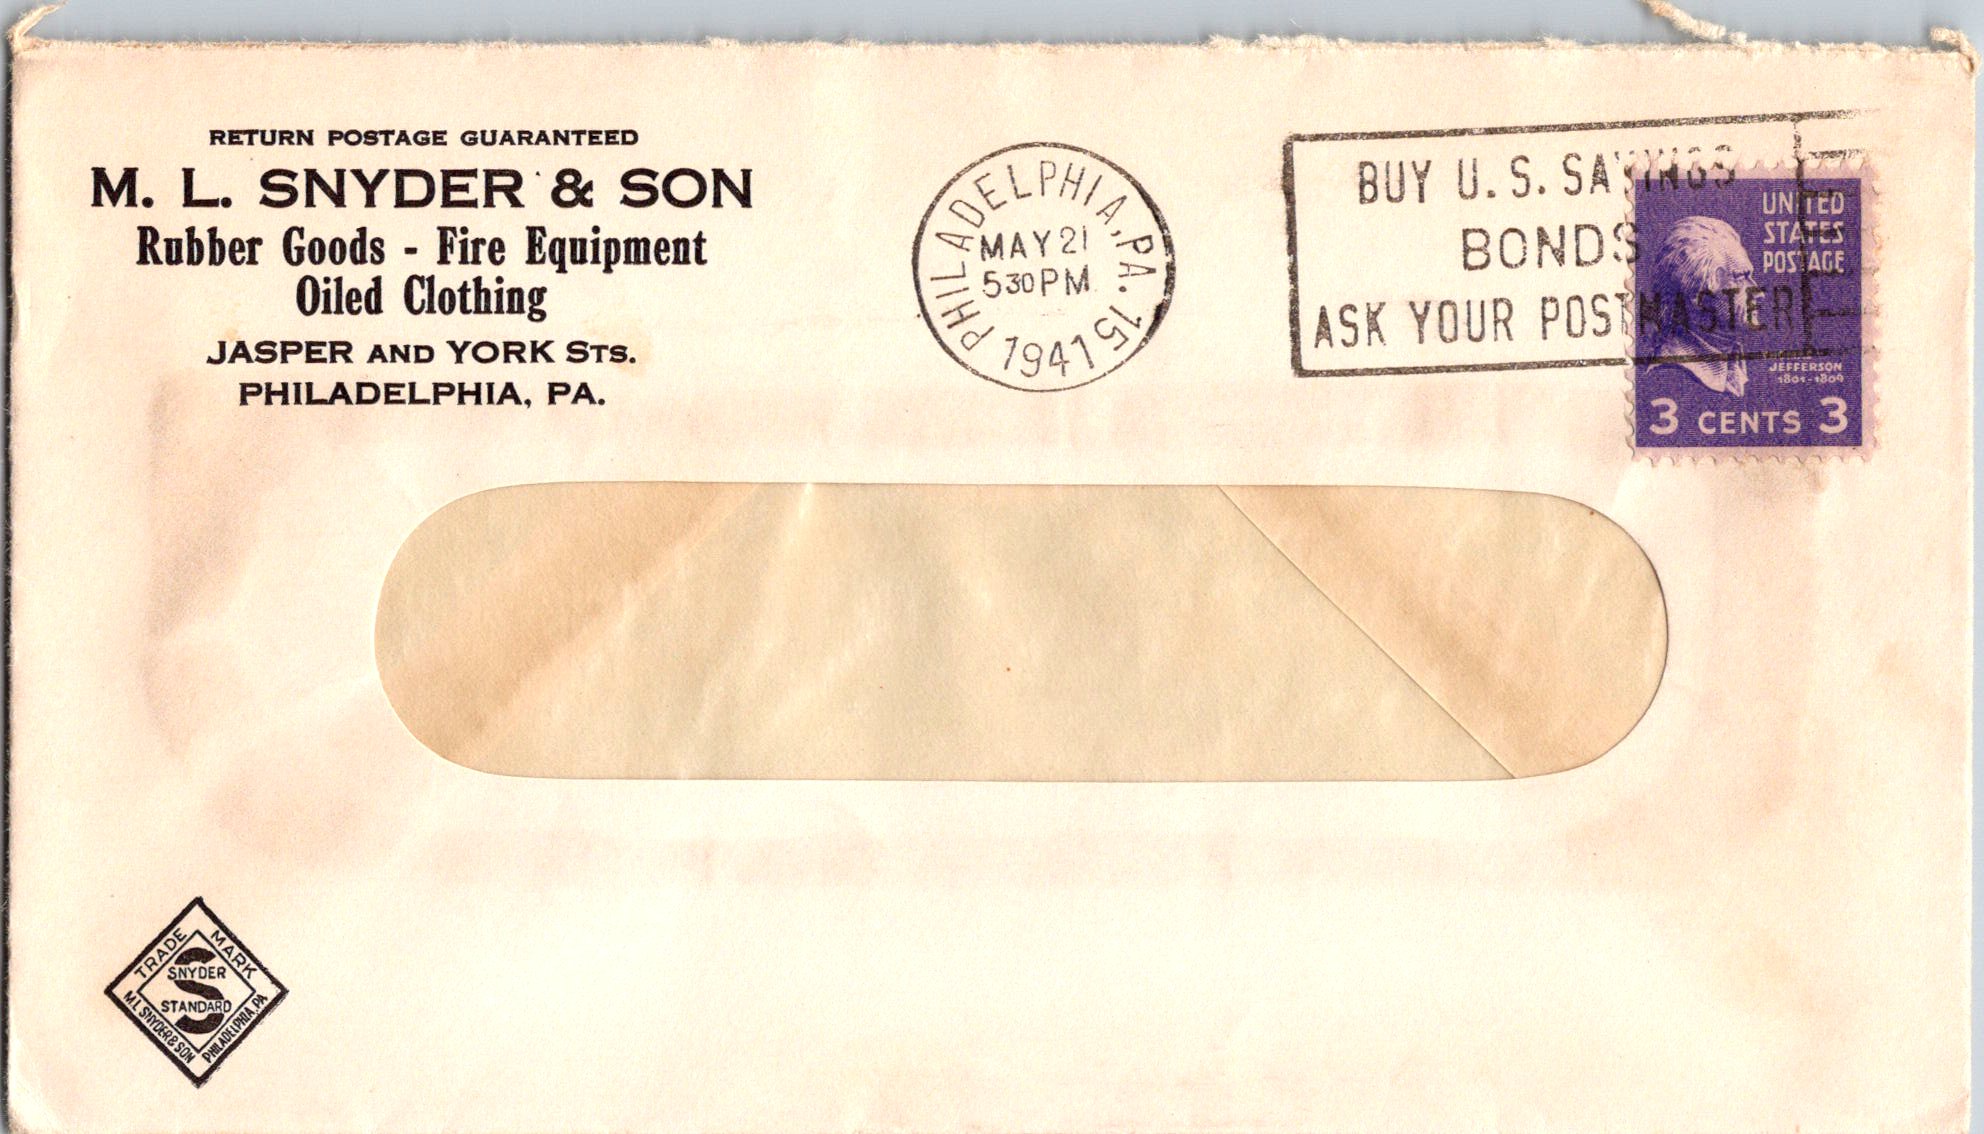 RETURN POSTAGE GUARANTEED
M. L. SNYDER & SON
Rubber Goods - Fire Equipment
Oiled Clothing
JASPER AND YORK STS.
PHILADELPHIA, PA.
PHILADELPHIA, PA. 15
MAY 21
530 PM
1941
BUY U.S. SAVINGS
BONDS
ASK YOUR POSTMASTER
UNITED
STATES
POSTAGE
JEFFERSON
1801-1809
3 CENTS 3
TRADE MARK
S
SNYDER
STANDARD
M.L. SNYDER & SON PHILADELPHIA, PA